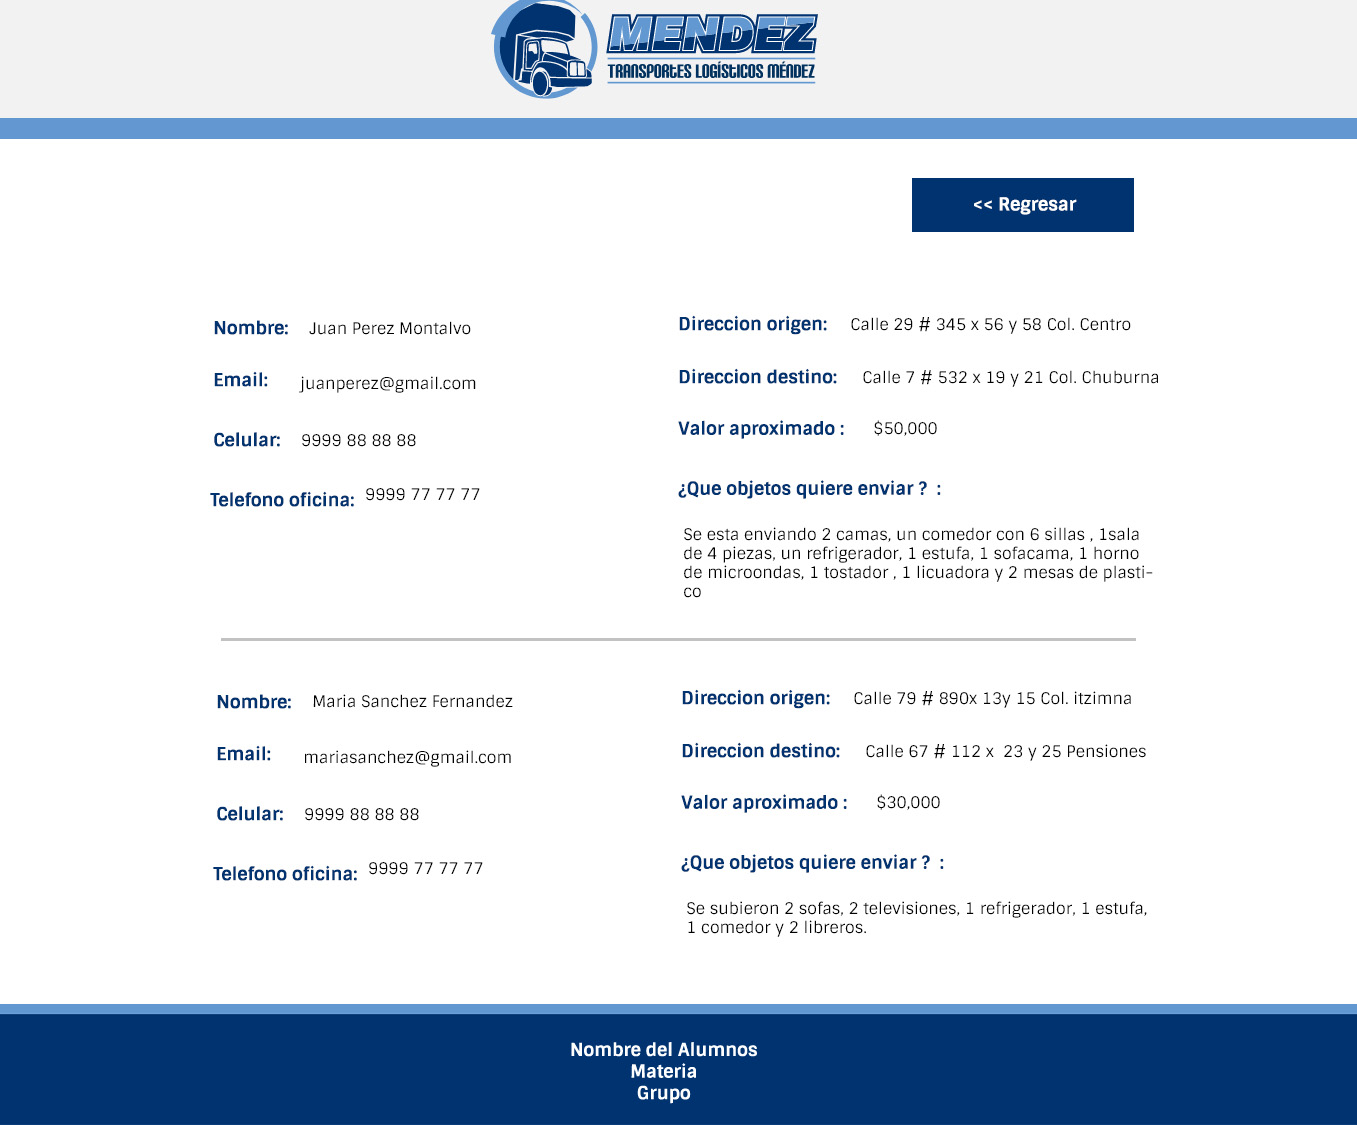 MENDEZ
TRANSPORTES LOGÍSTICOS MÉNDEZ
<< Regresar
Nombre: Juan Perez Montalvo
Email: juanperez@gmail.com
Celular: 9999 88 88 88
Telefono oficina: 9999 77 77 77
Direccion origen: Calle 29 # 345 x 56 y 58 Col. Centro
Direccion destino: Calle 7 # 532 x 19 y 21 Col. Chuburna
Valor aproximado : $50,000
¿Que objetos quiere enviar ? :
Se esta enviando 2 camas, un comedor con 6 sillas , 1sala
de 4 piezas, un refrigerador, 1 estufa, 1 sofacama, 1 horno
de microondas, 1 tostador , 1 licuadora y 2 mesas de plasti-
co
Nombre: Maria Sanchez Fernandez
Email: mariasanchez@gmail.com
Celular: 9999 88 88 88
Telefono oficina: 9999 77 77 77
Direccion origen: Calle 79 # 890x 13y 15 Col. itzimna
Direccion destino: Calle 67 # 112 x  23 y 25 Pensiones
Valor aproximado : $30,000
¿Que objetos quiere enviar ? :
Se subieron 2 sofas, 2 televisiones, 1 refrigerador, 1 estufa,
1 comedor y 2 libreros.
Nombre del Alumnos
Materia
Grupo